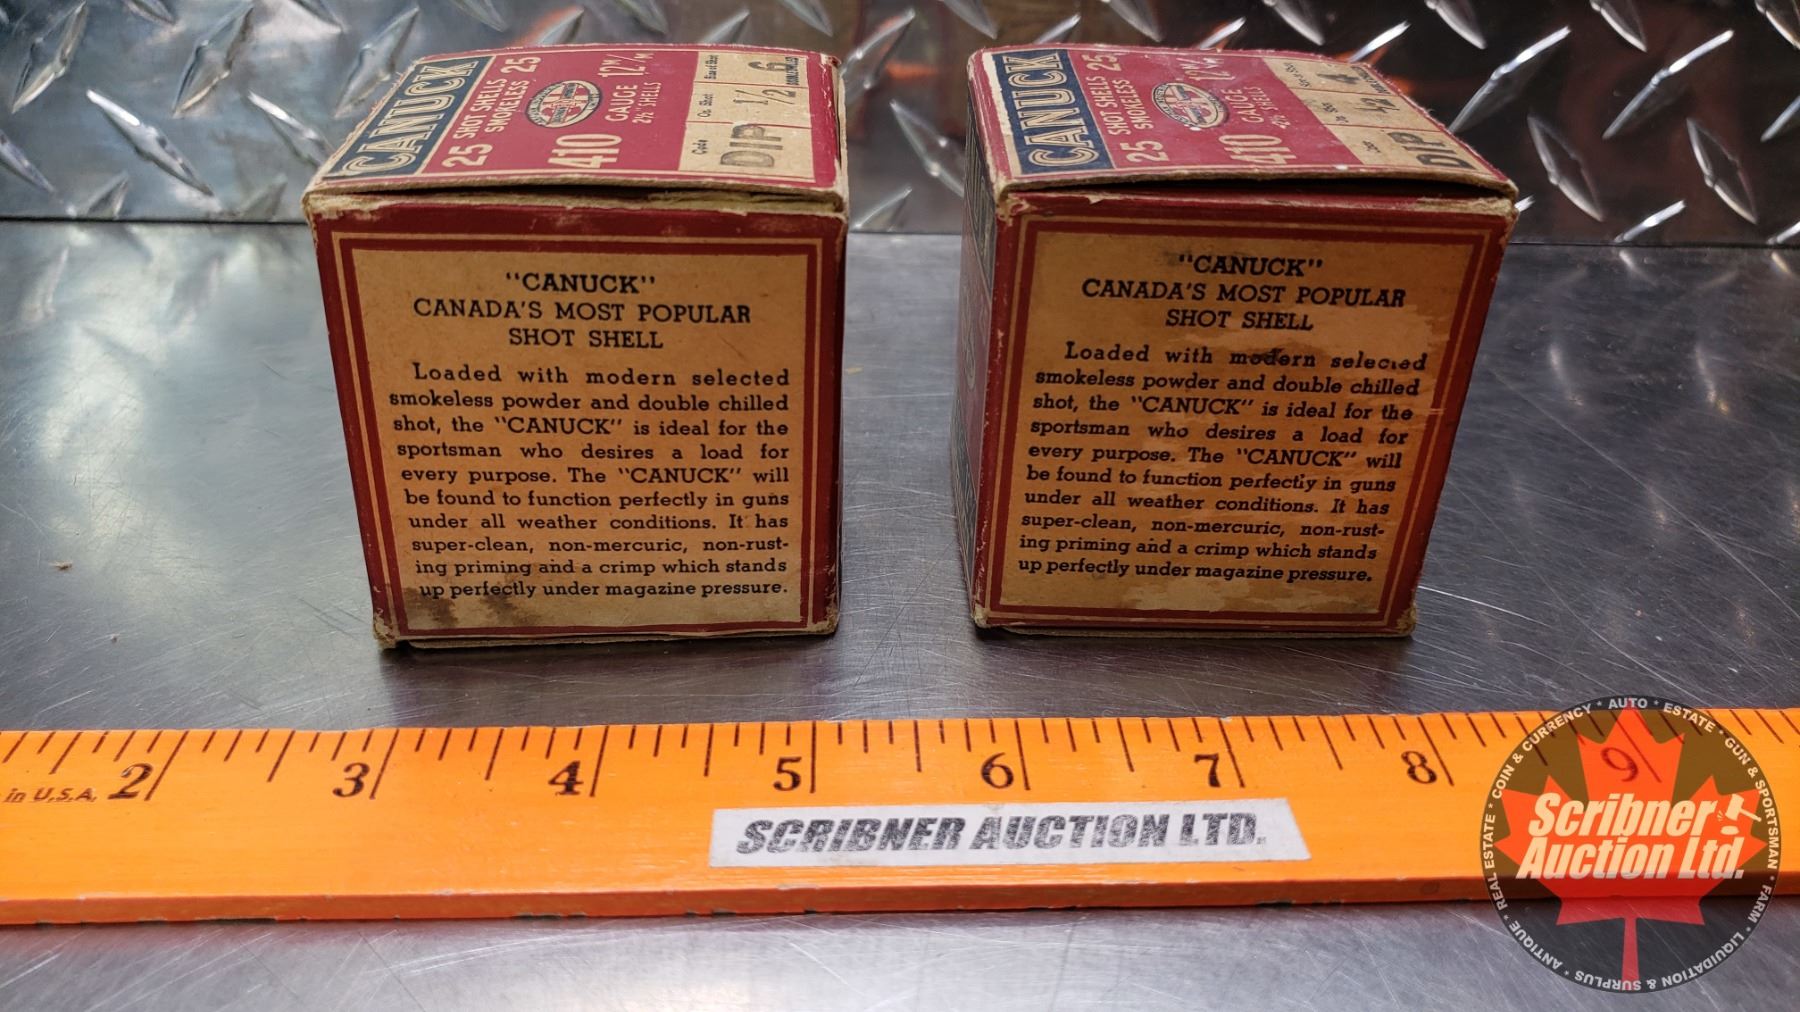 CANUCK
25 SHOT SHELLS 25
SMOKELESS
410 GAUGE 12MM
2½ SHELLS
Code
Oz. Shot
DIP
1/2
6
"CANUCK"
CANADA'S MOST POPULAR
SHOT SHELL
Loaded with modern selected
smokeless powder and double chilled
shot, the "CANUCK" is ideal for the
sportsman who desires a load for
every purpose. The "CANUCK" will
be found to function perfectly in guns
under all weather conditions. It has
super-clean, non-mercuric, non-rust-
ing priming and a crimp which stands
up perfectly under magazine pressure.
CANUCK
25 SHOT SHELLS 25
SMOKELESS
410 GAUGE 12MM
2½ SHELLS
DIP
1/2
4
"CANUCK"
CANADA'S MOST POPULAR
SHOT SHELL
Loaded with modern selected
smokeless powder and double chilled
shot, the "CANUCK" is ideal for the
sportsman who desires a load for
every purpose. The "CANUCK" will
be found to function perfectly in guns
under all weather conditions. It has
super-clean, non-mercuric, non-rust-
ing priming and a crimp which stands
up perfectly under magazine pressure.
in U.S.A. 2 3 4 5 6 7 8 9
SCRIBNER AUCTION LTD.
AUTO * ESTATE * GUN & SPORTSMAN * FARM * LIQUIDATION & SURPLUS * ANTIQUE * REAL ESTATE * COIN & CURRENCY *
Scribner
Auction Ltd.